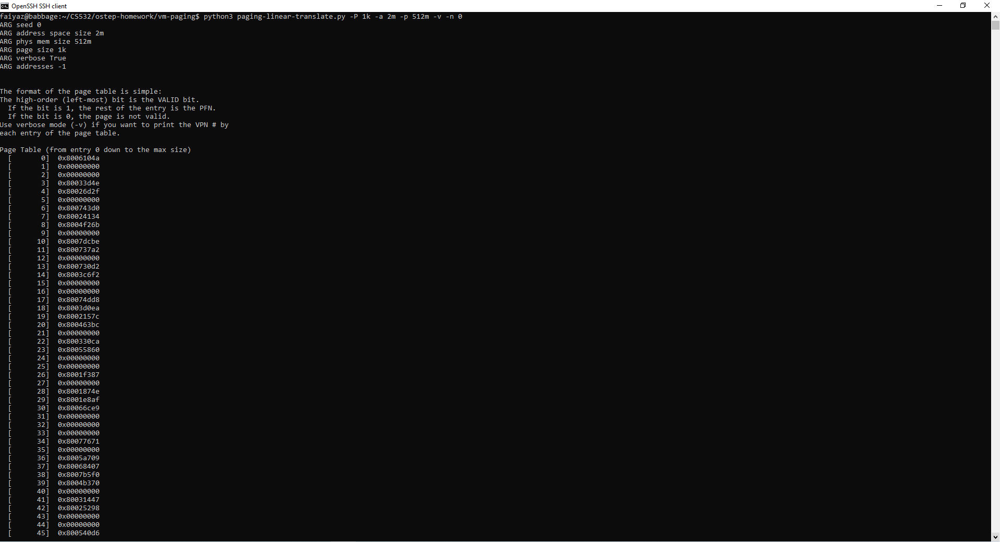 OpenSSH SSH client
faiyaz@babbage:~/CS532/ostep-homework/vm-paging$ python3 paging-linear-translate.py -P 1k -a 2m -p 512m -v -n 0
ARG seed 0
ARG address space size 2m
ARG phys mem size 512m
ARG page size 1k
ARG verbose True
ARG addresses -1

The format of the page table is simple:
The high-order (left-most) bit is the VALID bit.
  If the bit is 1, the rest of the entry is the PFN.
  If the bit is 0, the page is not valid.
Use verbose mode (-v) if you want to print the VPN # by
each entry of the page table.

Page Table (from entry 0 down to the max size)
  [       0]  0x8006104a
  [       1]  0x00000000
  [       2]  0x00000000
  [       3]  0x80033d4e
  [       4]  0x80026d2f
  [       5]  0x00000000
  [       6]  0x800743d0
  [       7]  0x80024134
  [       8]  0x8004f26b
  [       9]  0x00000000
  [      10]  0x8007dcbe
  [      11]  0x800737a2
  [      12]  0x00000000
  [      13]  0x800730d2
  [      14]  0x8003c6f2
  [      15]  0x00000000
  [      16]  0x00000000
  [      17]  0x80074dd8
  [      18]  0x8003d0ea
  [      19]  0x8002157c
  [      20]  0x800463bc
  [      21]  0x00000000
  [      22]  0x800330ca
  [      23]  0x80055860
  [      24]  0x00000000
  [      25]  0x00000000
  [      26]  0x8001f387
  [      27]  0x00000000
  [      28]  0x8001874e
  [      29]  0x8001e8af
  [      30]  0x80066ce9
  [      31]  0x00000000
  [      32]  0x00000000
  [      33]  0x00000000
  [      34]  0x80077671
  [      35]  0x00000000
  [      36]  0x8005a709
  [      37]  0x80068407
  [      38]  0x8007b5f0
  [      39]  0x8004b370
  [      40]  0x00000000
  [      41]  0x80031447
  [      42]  0x80025298
  [      43]  0x00000000
  [      44]  0x00000000
  [      45]  0x800540d6